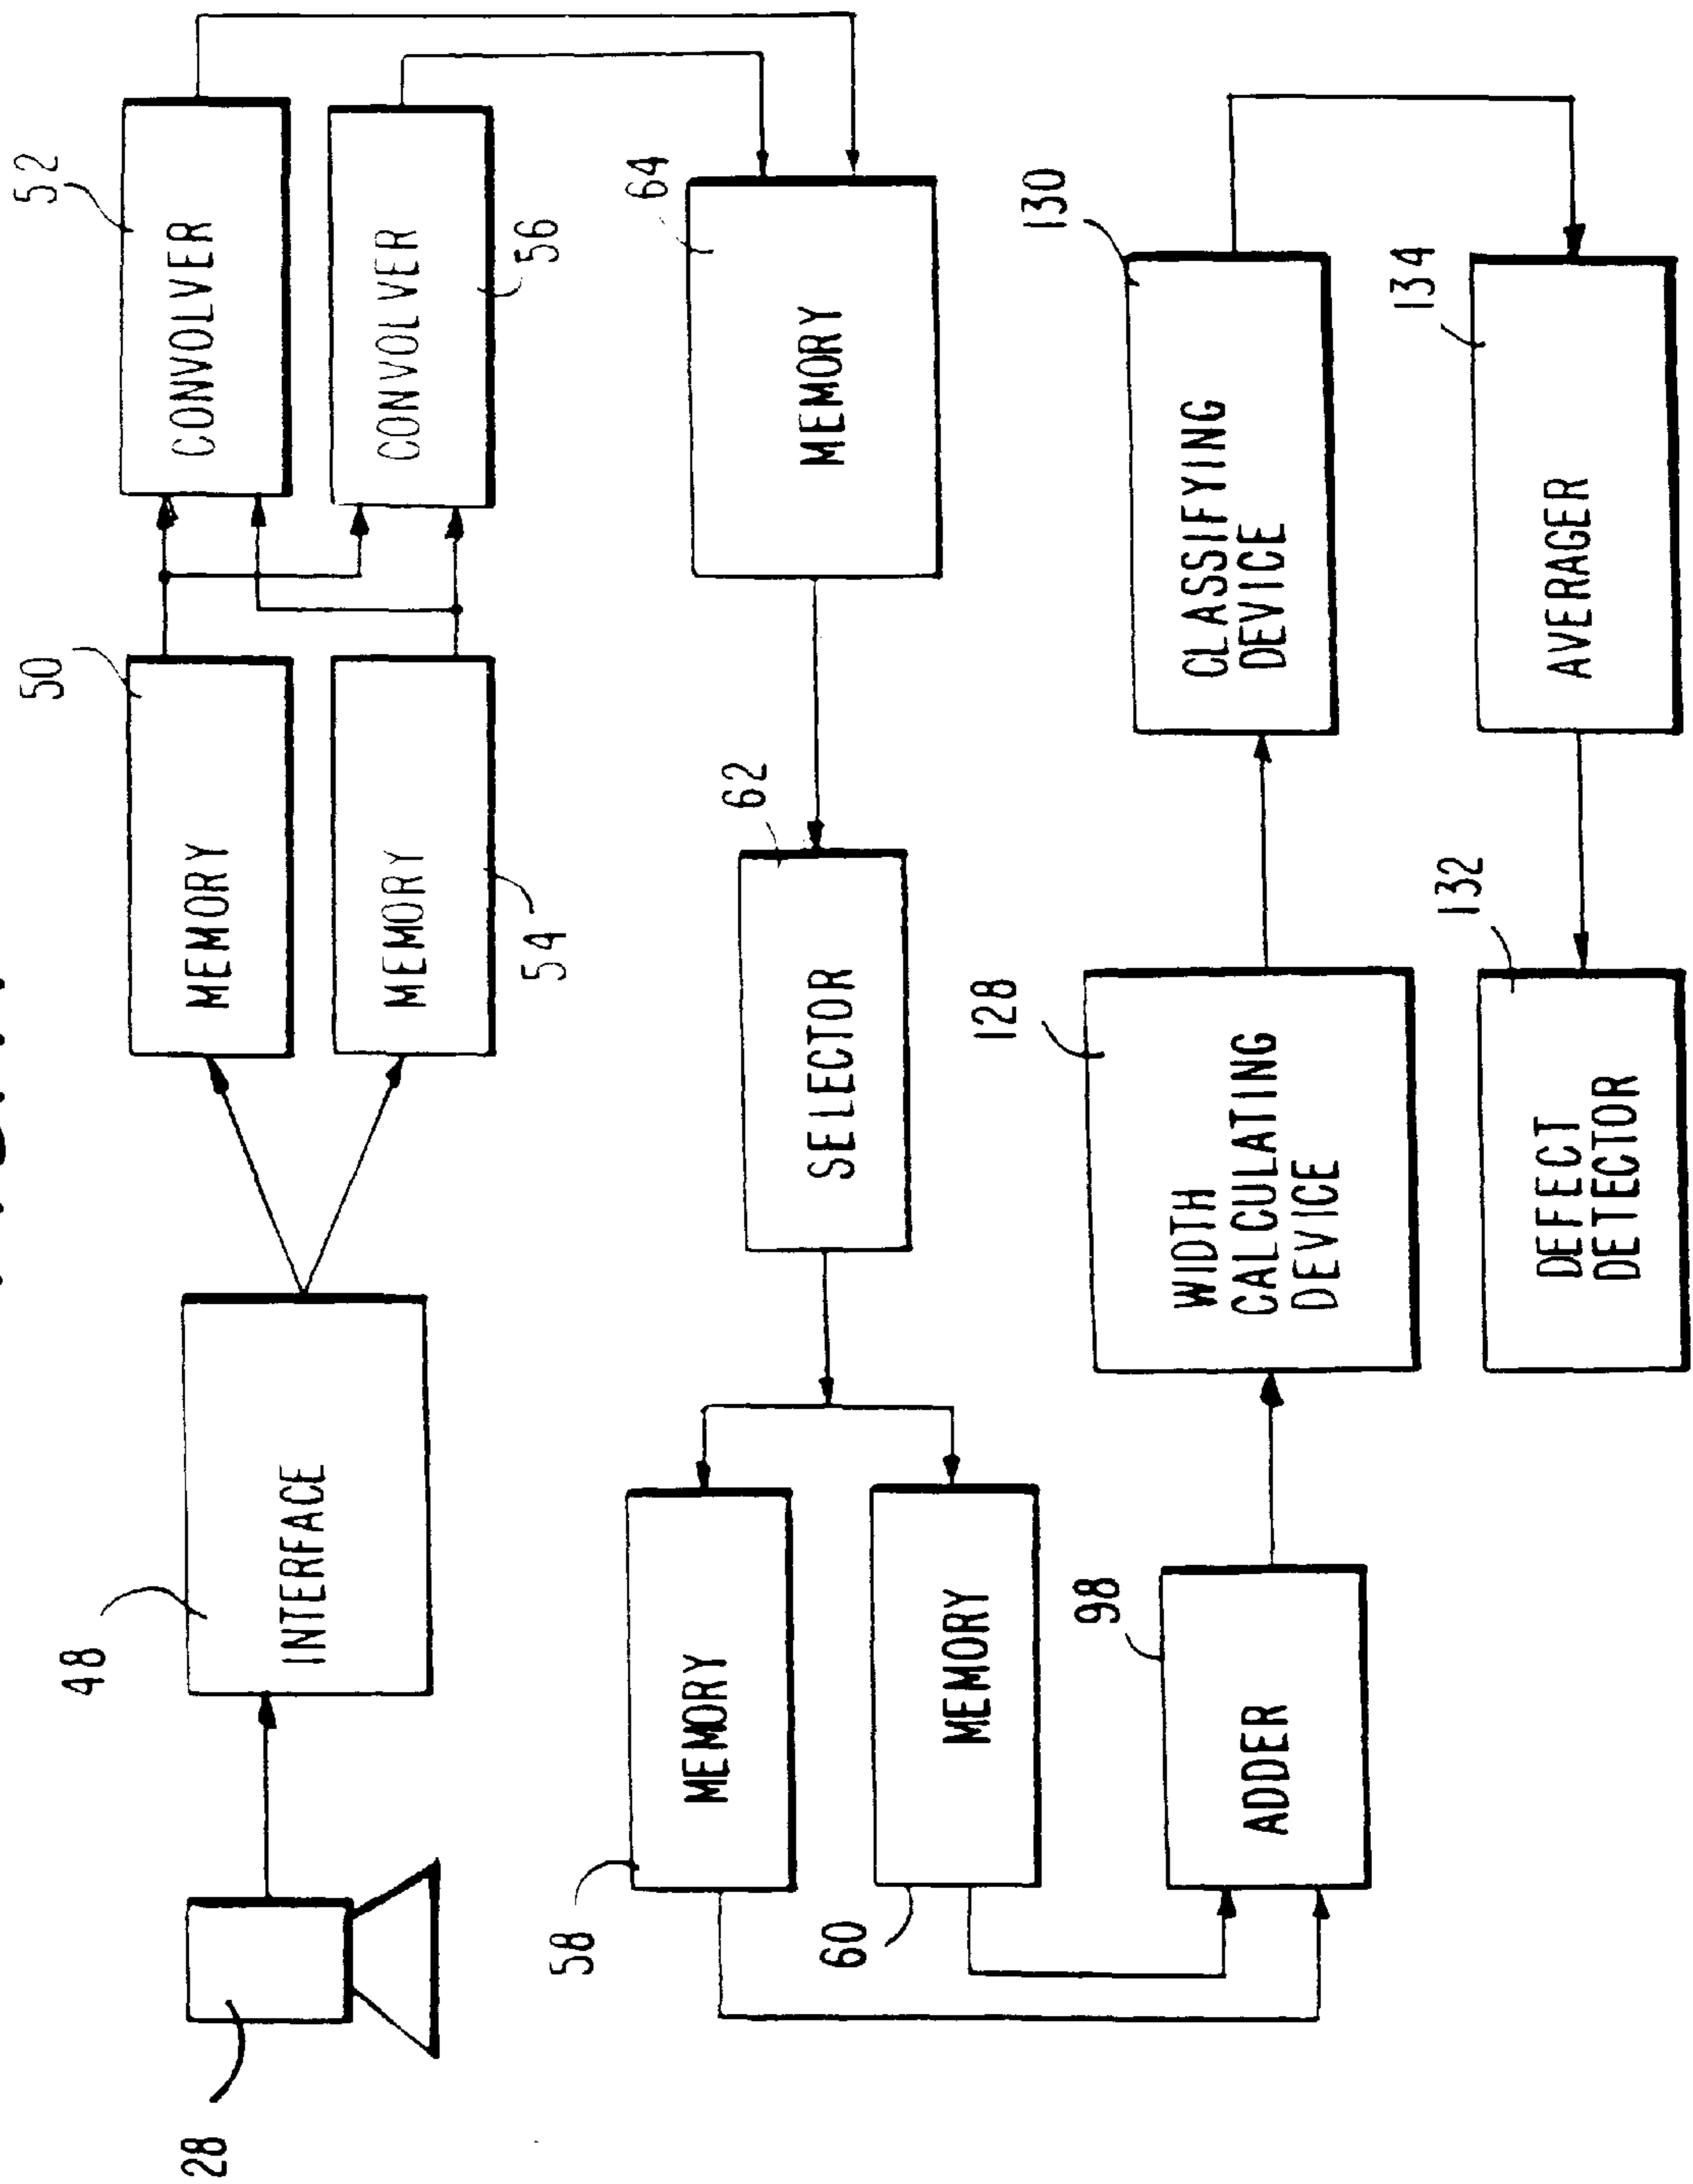 52
50
48
28
CONVOLVER
MEMORY
INTERFACE
CONVOLVER
56
MEMORY
54
64
MEMORY
62
SELECTOR
58
MEMORY
60
MEMORY
130
128
98
CLASSIFYING
DEVICE
WIDTH
CALCULATING
DEVICE
ADDER
134
132
AVERAGER
DEFECT
DETECTOR